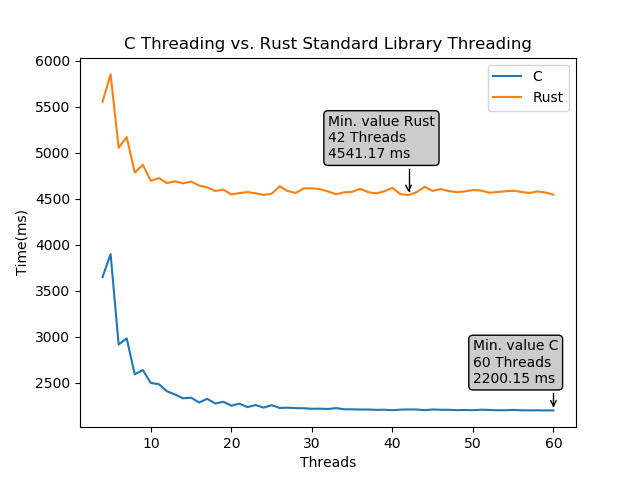 C Threading vs. Rust Standard Library Threading
6000
5500
5000
4500
4000
3500
3000
2500
Time(ms)
C
Rust
Min. value Rust
42 Threads
4541.17 ms
Min. value C
60 Threads
2200.15 ms
10
20
30
40
50
60
Threads